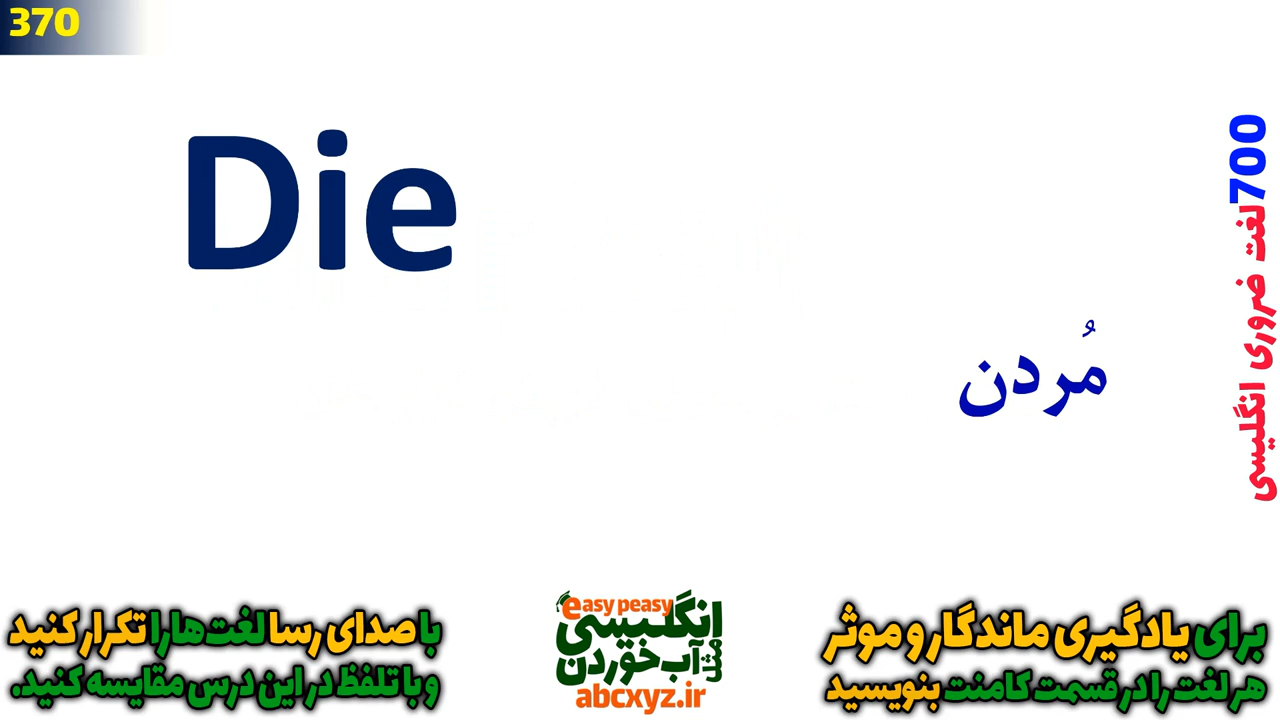 370
Die
مُردن
700 لغت ضروری انگلیسی
با صدای رسا لغت‌ها را تکرار کنید
و با تلفظ در این درس مقایسه کنید.
easy peasy
انگلیسی
مثل آب خوردن
abcxyz.ir
برای یادگیری ماندگار و موثر
هر لغت را در قسمت کامنت بنویسید